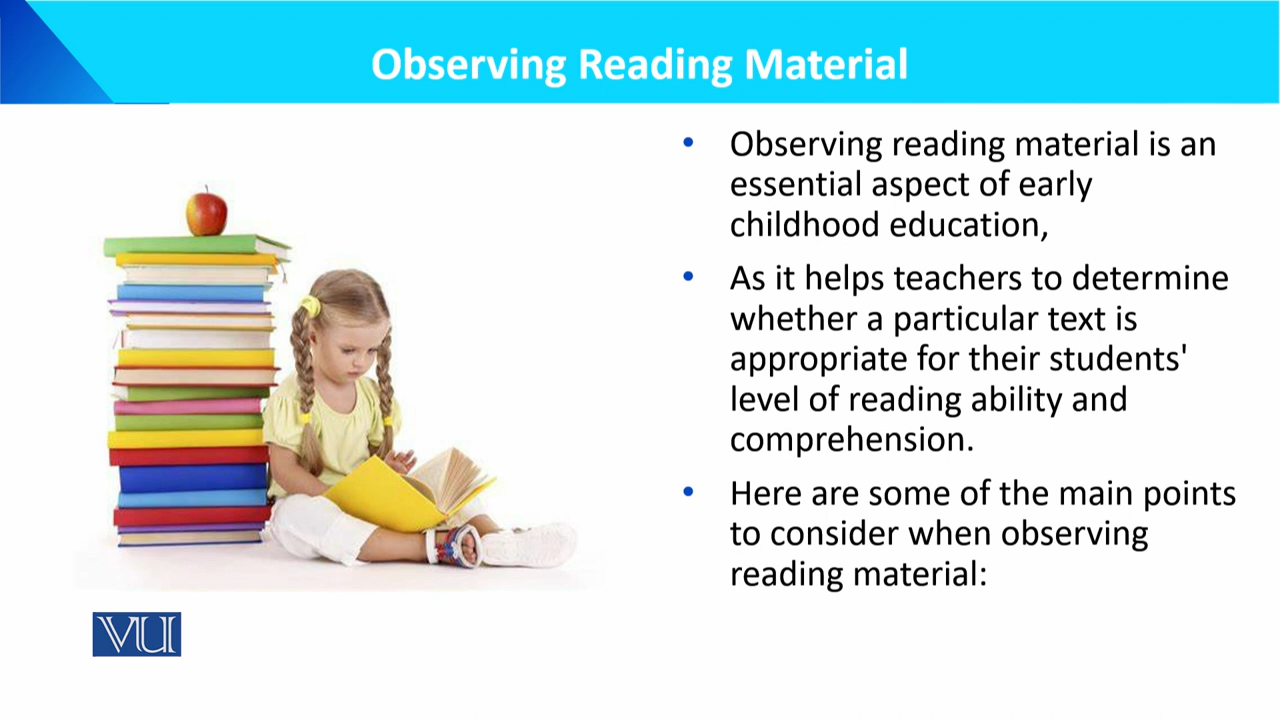 Observing Reading Material
• Observing reading material is an
essential aspect of early
childhood education,
• As it helps teachers to determine
whether a particular text is
appropriate for their students'
level of reading ability and
comprehension.
• Here are some of the main points
to consider when observing
reading material:
VU